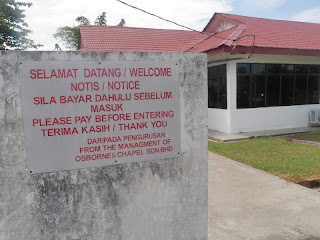 SELAMAT DATANG / WELCOME
NOTIS / NOTICE
SILA BAYAR DAHULU SEBELUM
MASUK
PLEASE PAY BEFORE ENTERING
TERIMA KASIH / THANK YOU
DARIPADA PENGURUSAN
FROM THE MANAGMENT OF
OSBORNE & CHAPEL SDN.BHD